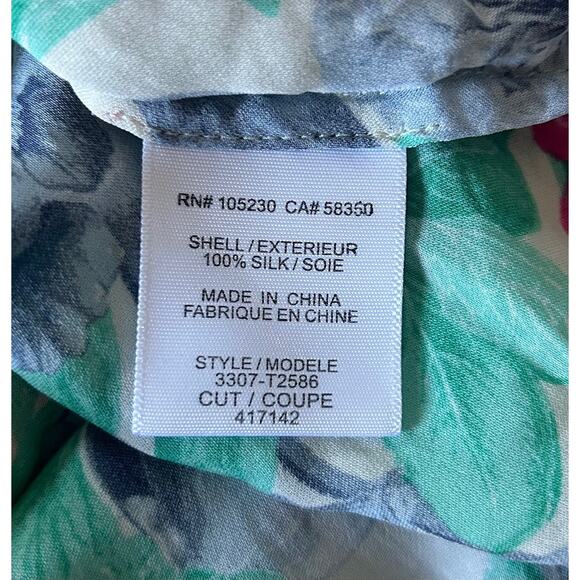 RN# 105230 CA# 58350
SHELL / EXTERIEUR
100% SILK / SOIE
MADE IN CHINA
FABRIQUE EN CHINE
STYLE / MODELE
3307-T2586
CUT / COUPE
417142